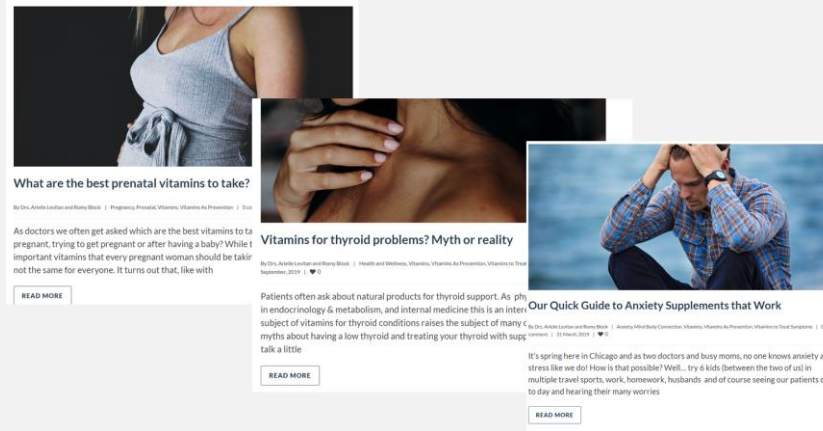 What are the best prenatal vitamins to take?
By Drs. Arielle Levitan and Romy Block | Pregnancy, Prenatal, Vitamins, Vitamins As Prevention |
As doctors we often get asked which are the best vitamins to ta
pregnant, trying to get pregnant or after having a baby? While t
important vitamins that every pregnant woman should be takin
not the same for everyone. It turns out that, like with
READ MORE
Vitamins for thyroid problems? Myth or reality
By Drs. Arielle Levitan and Romy Block | Health and Wellness, Vitamins, Vitamins As Prevention, Vitamins to Treat
September, 2019 | 0
Patients often ask about natural products for thyroid support. As phy
in endocrinology & metabolism, and internal medicine this is an inter
subject of vitamins for thyroid conditions raises the subject of many c
myths about having a low thyroid and treating your thyroid with supp
talk a little
READ MORE
Our Quick Guide to Anxiety Supplements that Work
By Drs. Arielle Levitan and Romy Block | Anxiety, Mind Body Connection, Vitamins, Vitamins As Prevention, Vitamins to Treat Symptoms |
comment | 31 March, 2019 | 0
It's spring here in Chicago and as two doctors and busy moms, no one knows anxiety a
stress like we do! How is that possible? Well... try 6 kids (between the two of us) in
multiple travel sports, work, homework, husbands and of course seeing our patients d
to day and hearing their many worries
READ MORE